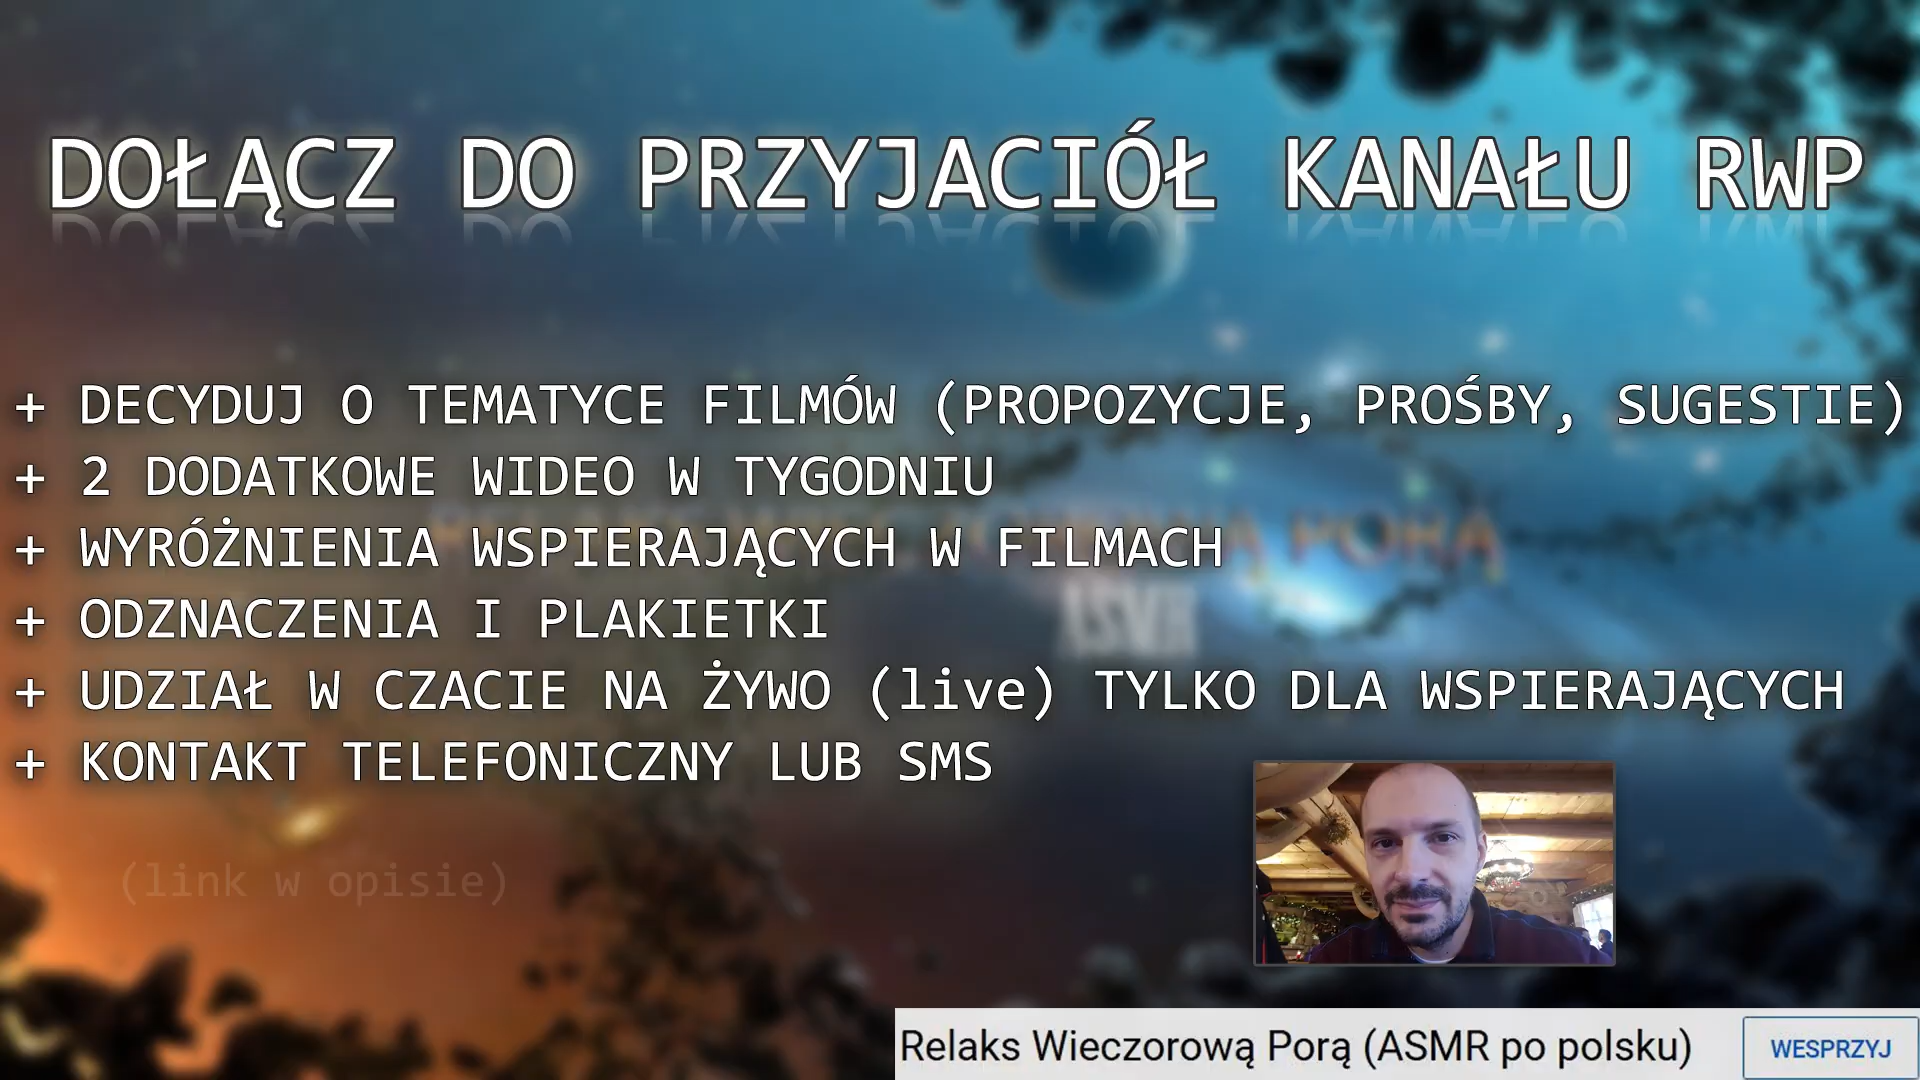 DOŁĄCZ DO PRZYJACIÓŁ KANAŁU RWP
+ DECYDUJ O TEMATYCE FILMÓW (PROPOZYCJE, PROŚBY, SUGESTIE)
+ 2 DODATKOWE WIDEO W TYGODNIU
+ WYRÓŻNIENIA WSPIERAJĄCYCH W FILMACH
+ ODZNACZENIA I PLAKIETKI
+ UDZIAŁ W CZACIE NA ŻYWO (live) TYLKO DLA WSPIERAJĄCYCH
+ KONTAKT TELEFONICZNY LUB SMS
(link w opisie)
PORĄ
ASMR
Relaks Wieczorową Porą (ASMR po polsku)
WESPRZYJ